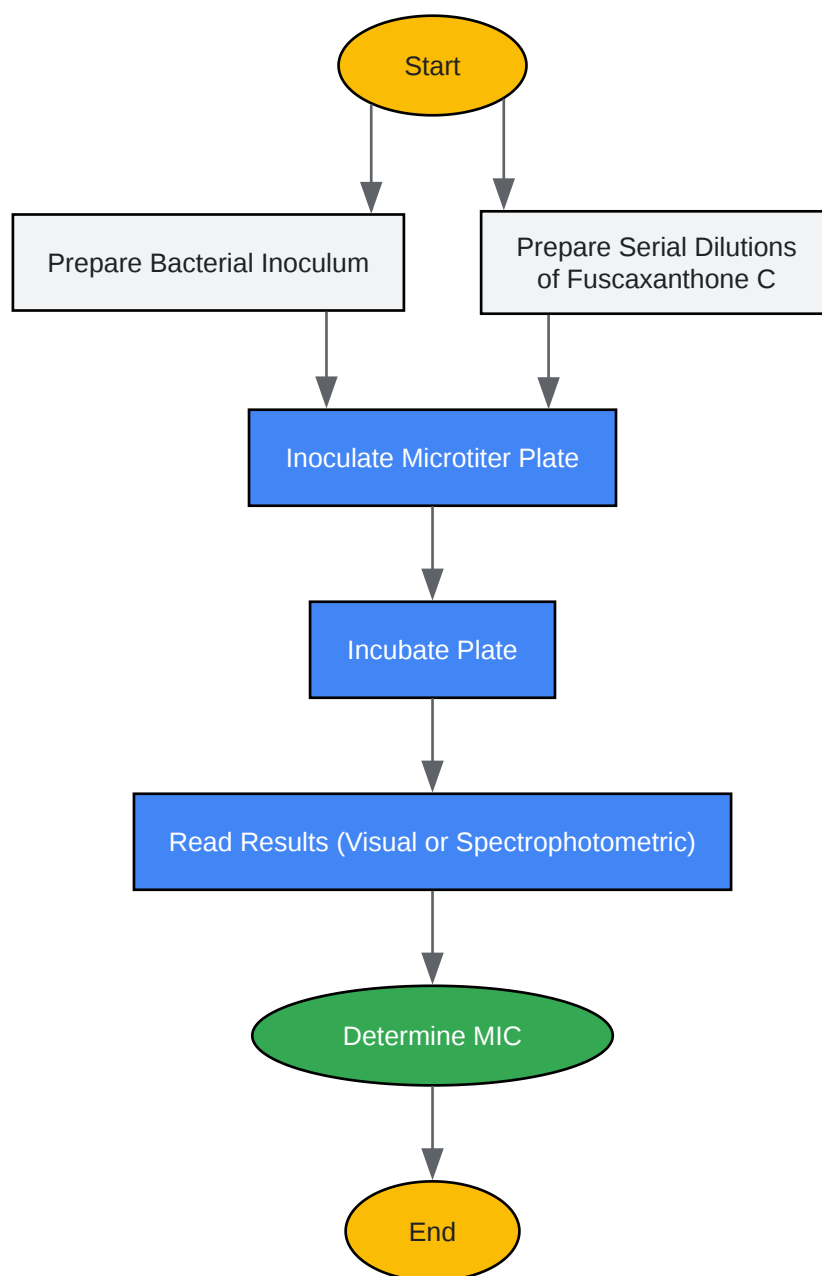 Start
Prepare Bacterial Inoculum
Prepare Serial Dilutions
of Fuscaxanthone C
Inoculate Microtiter Plate
Incubate Plate
Read Results (Visual or Spectrophotometric)
Determine MIC
End